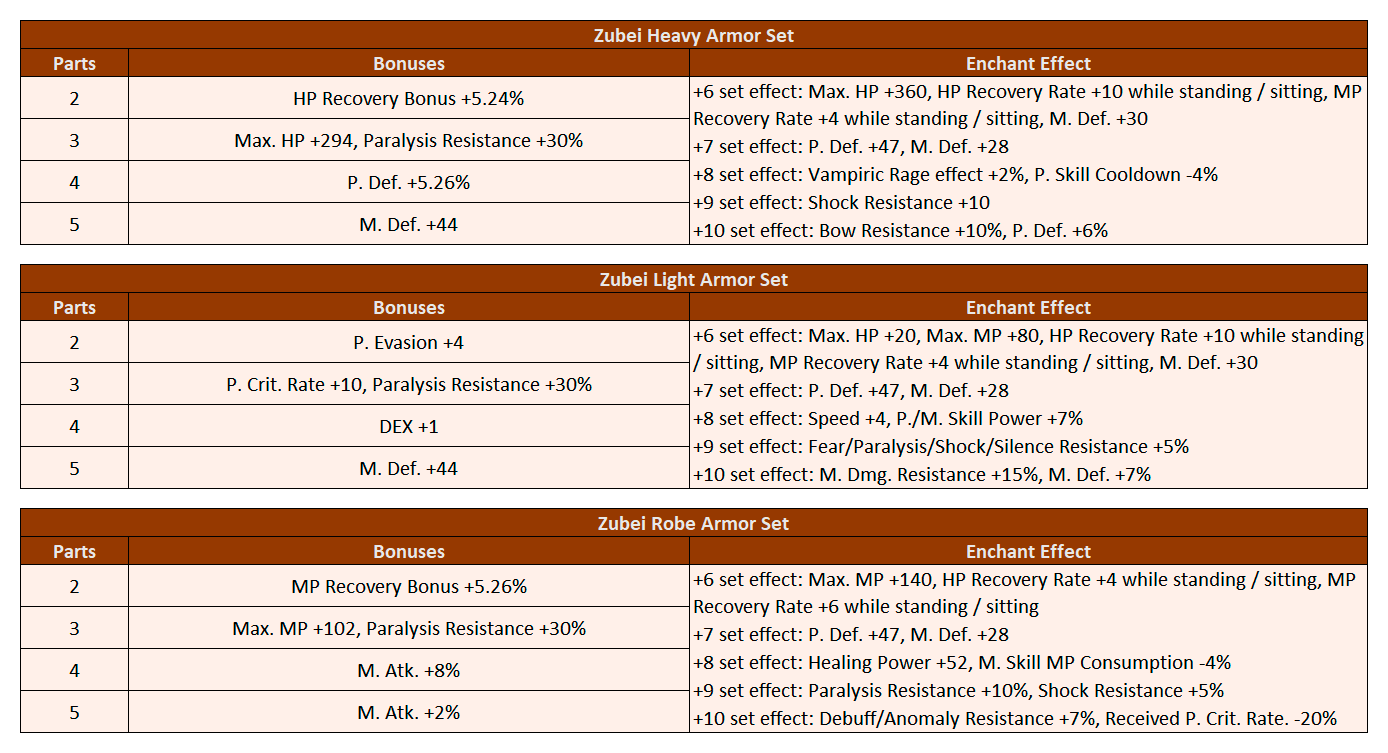 Zubei Heavy Armor Set
Parts Bonuses Enchant Effect
2 HP Recovery Bonus +5.24%
3 Max. HP +294, Paralysis Resistance +30%
4 P. Def. +5.26%
5 M. Def. +44
+6 set effect: Max. HP +360, HP Recovery Rate +10 while standing / sitting, MP
Recovery Rate +4 while standing / sitting, M. Def. +30
+7 set effect: P. Def. +47, M. Def. +28
+8 set effect: Vampiric Rage effect +2%, P. Skill Cooldown -4%
+9 set effect: Shock Resistance +10
+10 set effect: Bow Resistance +10%, P. Def. +6%
Zubei Light Armor Set
Parts Bonuses Enchant Effect
2 P. Evasion +4
3 P. Crit. Rate +10, Paralysis Resistance +30%
4 DEX +1
5 M. Def. +44
+6 set effect: Max. HP +20, Max. MP +80, HP Recovery Rate +10 while standing
/ sitting, MP Recovery Rate +4 while standing / sitting, M. Def. +30
+7 set effect: P. Def. +47, M. Def. +28
+8 set effect: Speed +4, P./M. Skill Power +7%
+9 set effect: Fear/Paralysis/Shock/Silence Resistance +5%
+10 set effect: M. Dmg. Resistance +15%, M. Def. +7%
Zubei Robe Armor Set
Parts Bonuses Enchant Effect
2 MP Recovery Bonus +5.26%
3 Max. MP +102, Paralysis Resistance +30%
4 M. Atk. +8%
5 M. Atk. +2%
+6 set effect: Max. MP +140, HP Recovery Rate +4 while standing / sitting, MP
Recovery Rate +6 while standing / sitting
+7 set effect: P. Def. +47, M. Def. +28
+8 set effect: Healing Power +52, M. Skill MP Consumption -4%
+9 set effect: Paralysis Resistance +10%, Shock Resistance +5%
+10 set effect: Debuff/Anomaly Resistance +7%, Received P. Crit. Rate. -20%